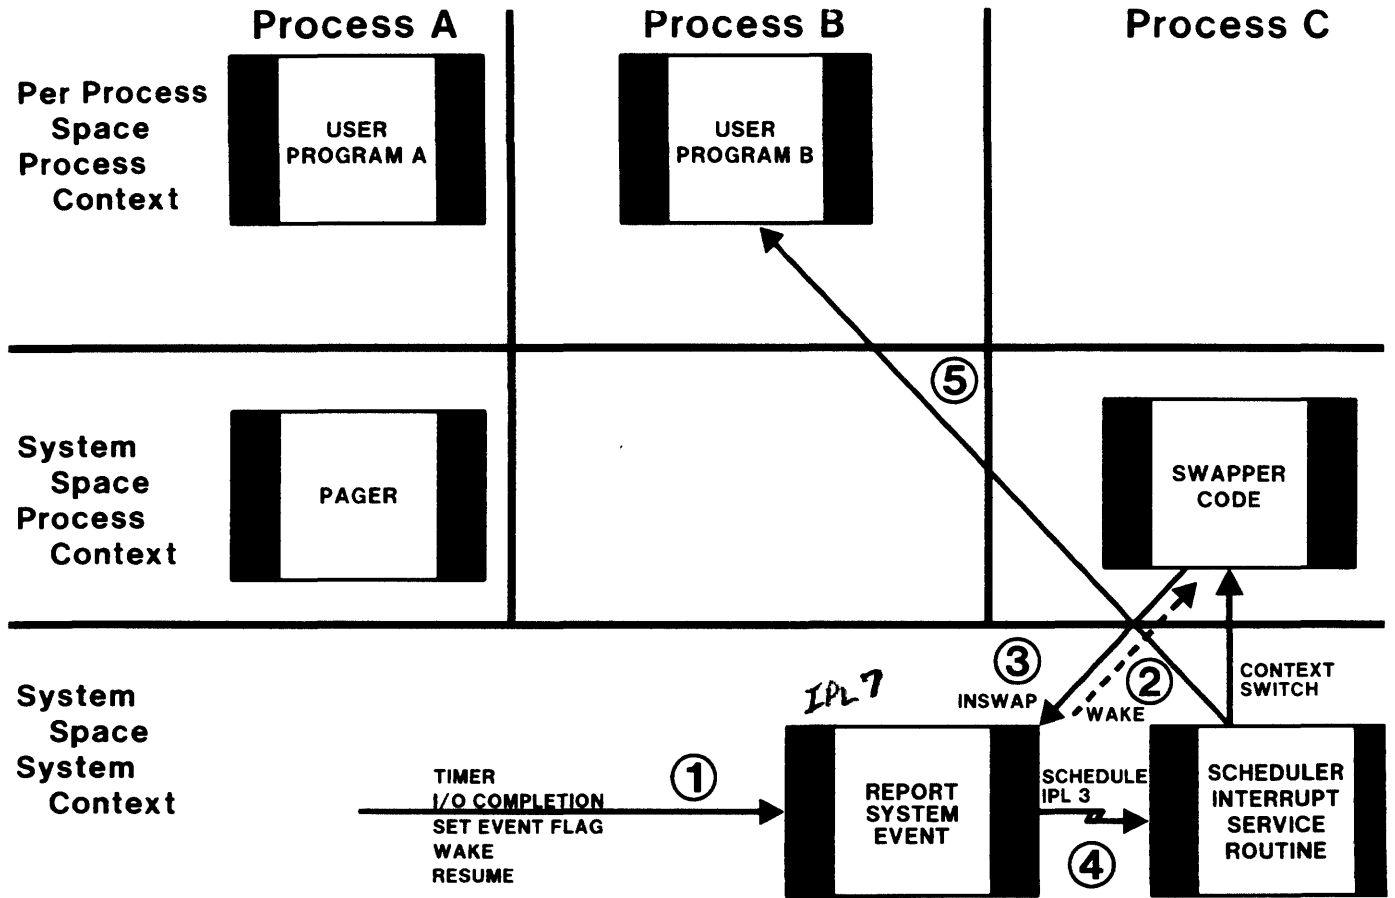 Process A
Process B
Process C
Per Process
Space
Process
Context
USER
PROGRAM A
USER
PROGRAM B
5
System
Space
Process
Context
PAGER
SWAPPER
CODE
System
Space
System
Context
IPL 7
3
INSWAP
2
WAKE
CONTEXT
SWITCH
1
TIMER
I/O COMPLETION
SET EVENT FLAG
WAKE
RESUME
REPORT
SYSTEM
EVENT
SCHEDULE
IPL 3
4
SCHEDULER
INTERRUPT
SERVICE
ROUTINE